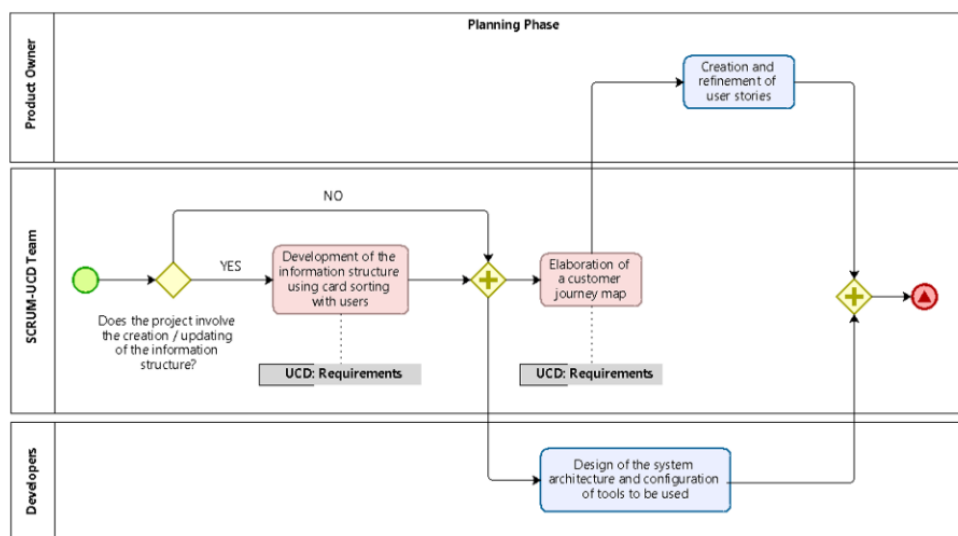 Planning Phase
Product Owner
Creation and
refinement of
user stories
SCRUM-UCD Team
NO
YES
Does the project involve
the creation / updating
of the information
structure?
Development of the
information structure
using card sorting
with users
UCD: Requirements
Elaboration of
a customer
journey map
UCD: Requirements
Developers
Design of the system
architecture and configuration
of tools to be used